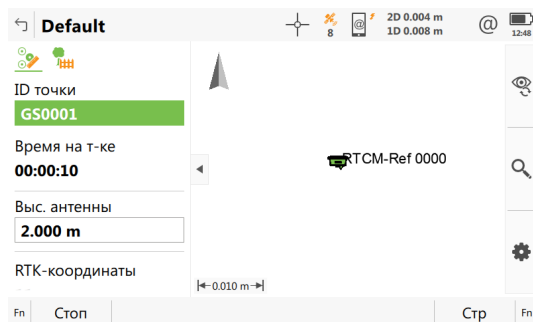 Default
8
@
2D 0.004 m
1D 0.008 m
@
12:48
ID точки
GS0001
Время на т-ке
00:00:10
Выс. антенны
2.000 m
RTK-координаты
RTCM-Ref 0000
0.010 m
Fn Стоп Стр Fn